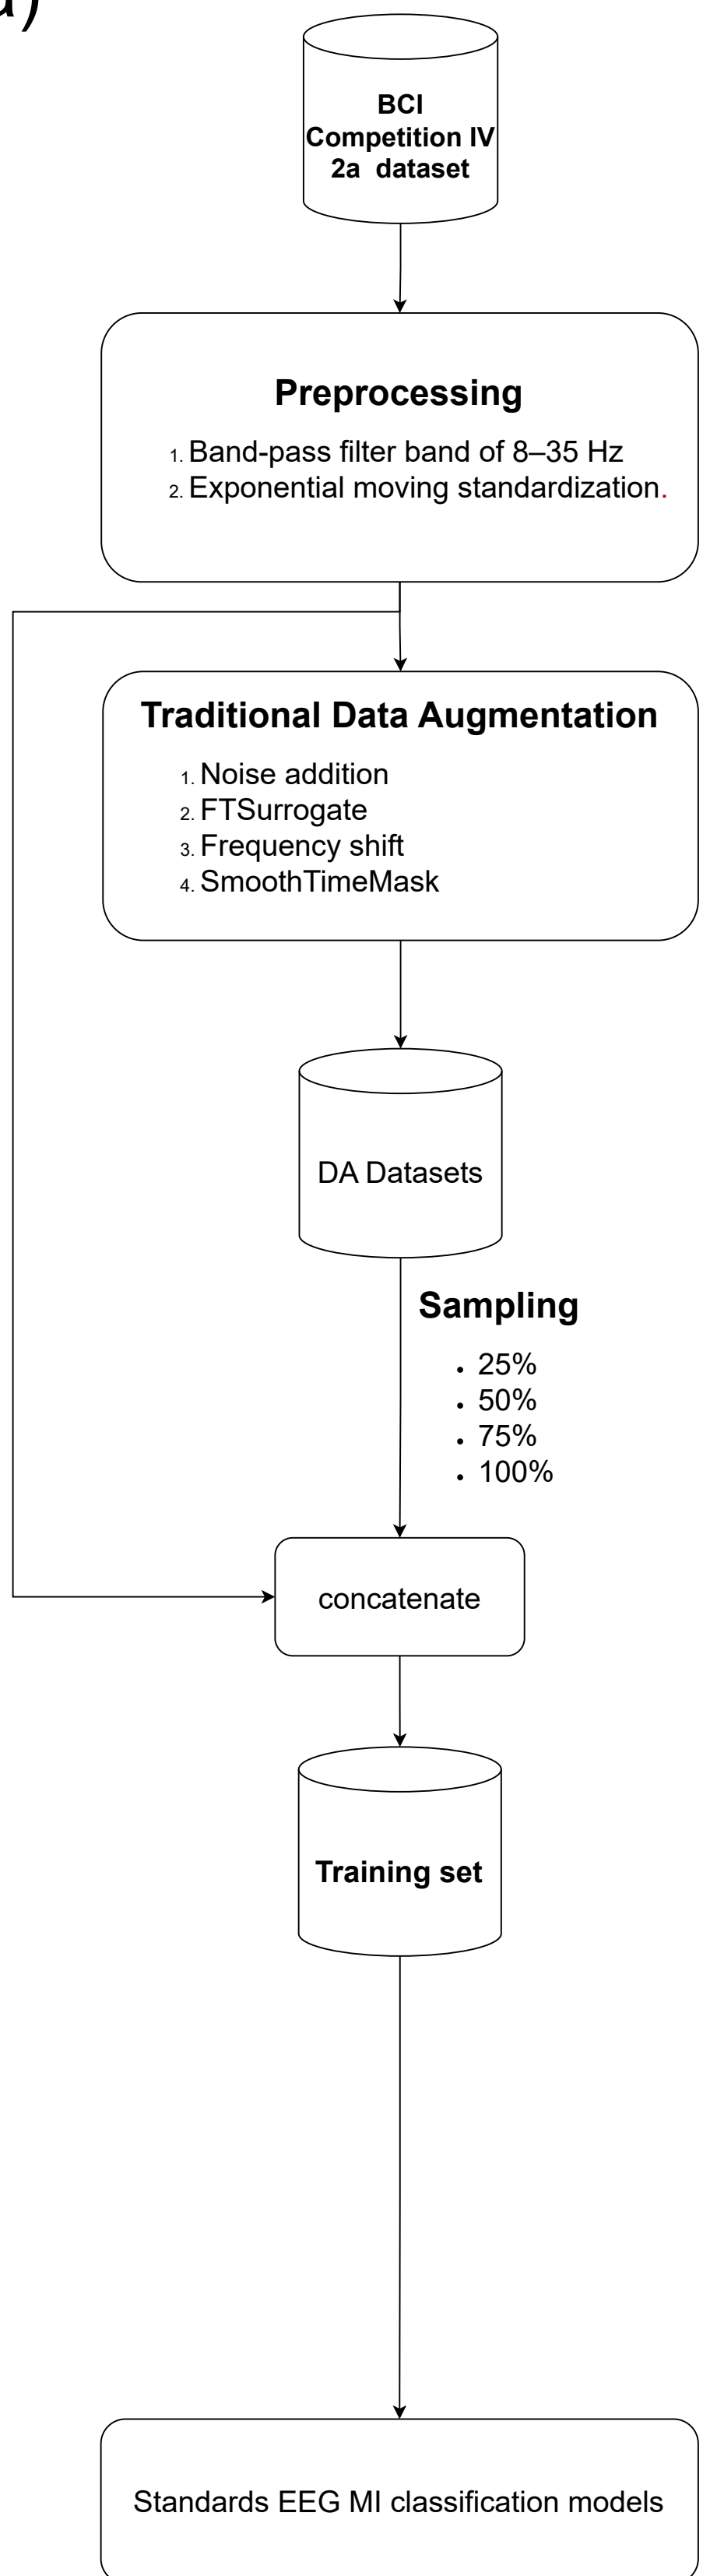 BCI
Competition IV
2a dataset
Preprocessing
1. Band-pass filter band of 8–35 Hz
2. Exponential moving standardization.
Traditional Data Augmentation
1. Noise addition
2. FTSurrogate
3. Frequency shift
4. SmoothTimeMask
DA Datasets
Sampling
• 25%
• 50%
• 75%
• 100%
concatenate
Training set
Standards EEG MI classification models